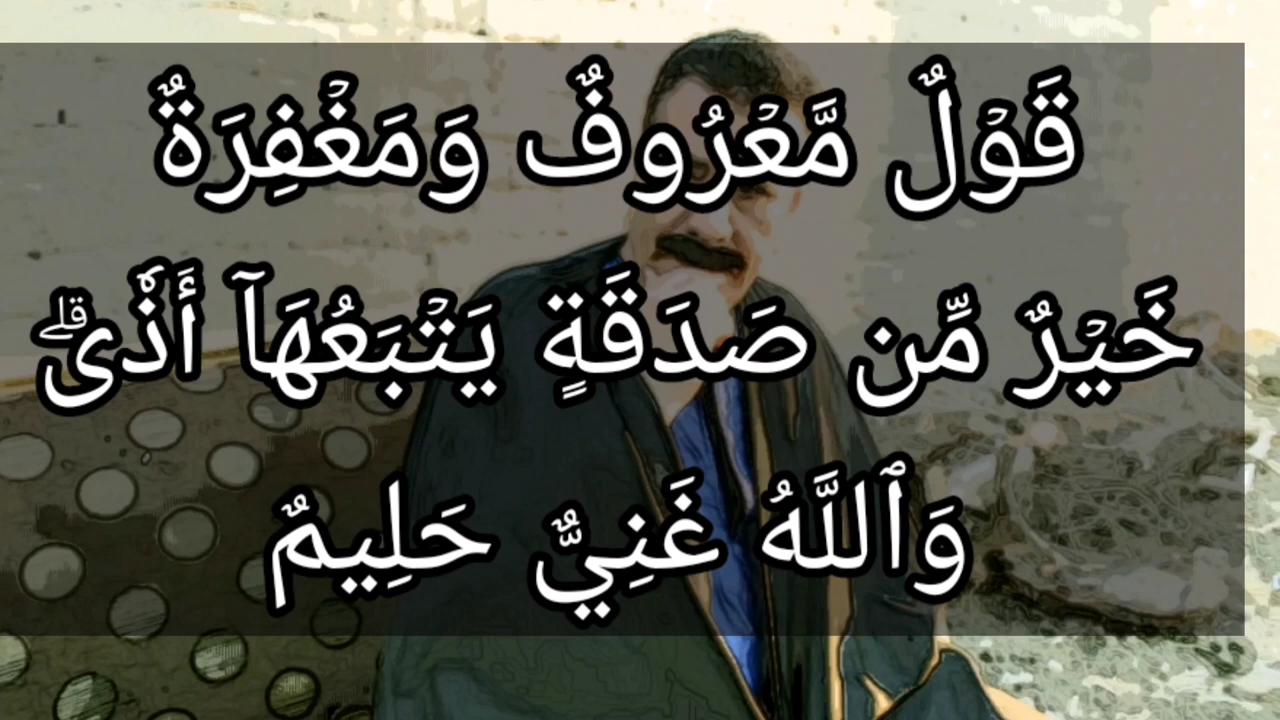 قَوۡلٌ مَّعۡرُوفٌ وَمَغۡفِرَةٌ
خَيۡرٌ مِّن صَدَقَةٍ يَتۡبَعُهَآ أَذٗىۗ
وَٱللَّهُ غَنِيٌّ حَلِيمٌ